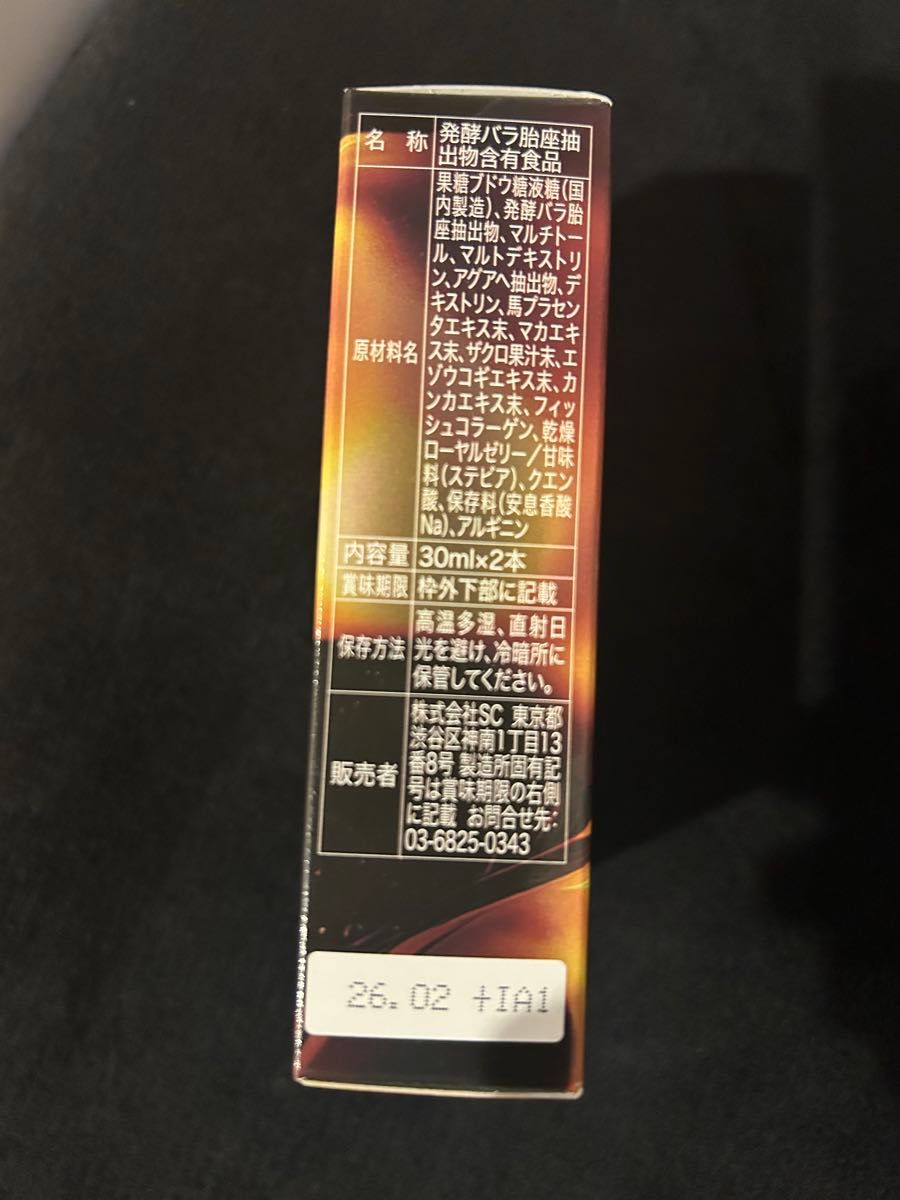 名 称
発酵バラ胎座抽
出物含有食品
原材料名
果糖ブドウ糖液糖(国
内製造)、発酵バラ胎
座抽出物、マルチトー
ル、マルトデキストリ
ン、アグアヘ抽出物、デ
キストリン、馬プラセン
タエキス末、マカエキ
ス末、ザクロ果汁末、エ
ゾウコギエキス末、カ
ンカエキス末、フィッ
シュコラーゲン、乾燥
ローヤルゼリー/甘味
料(ステビア)、クエン
酸、保存料(安息香酸
Na)、アルギニン
内容量 30ml×2本
賞味期限 枠外下部に記載
保存方法
高温多湿、直射日
光を避け、冷暗所に
保管してください。
販売者
株式会社SC 東京都
渋谷区神南1丁目13
番8号 製造所固有記
号は賞味期限の右側
に記載 お問合せ先:
03-6825-0343
26.02 +IA1